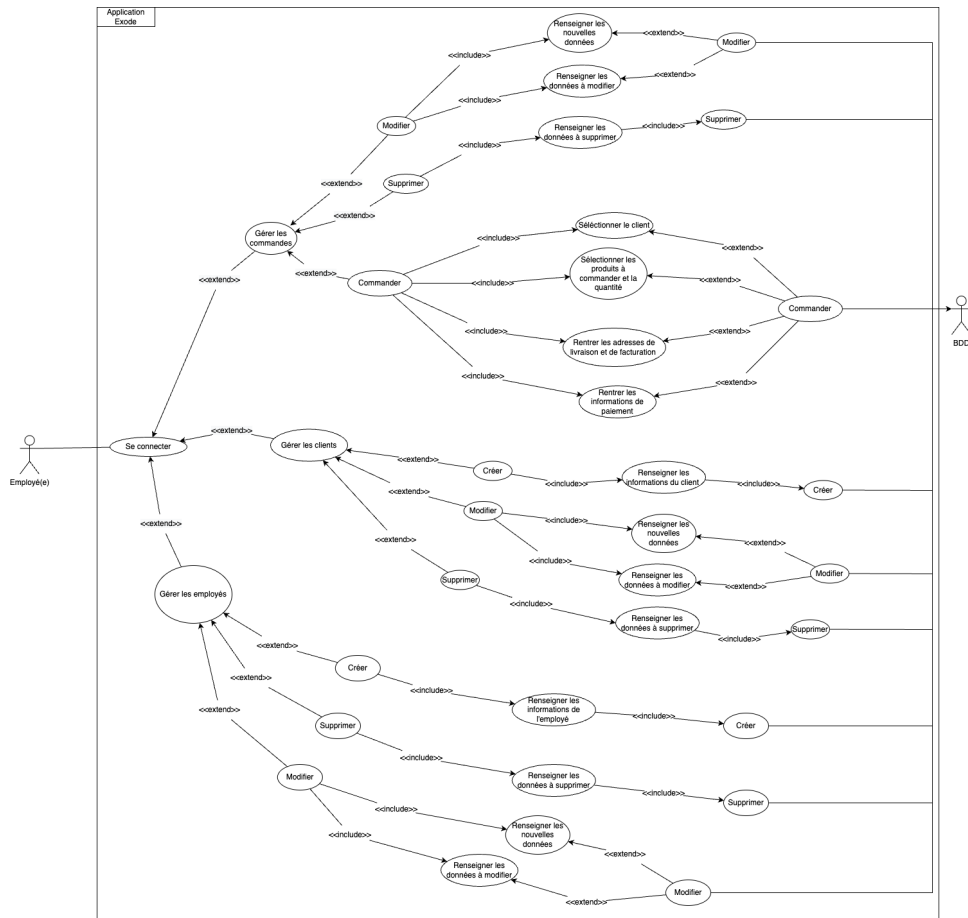 Application
Exode
Renseigner les
nouvelles
données
<<extend>>
Modifier
<<include>>
<<extend>>
Renseigner les
données à modifier
<<include>>
Modifier
Renseigner les
données à supprimer
<<include>>
Supprimer
<<include>>
<<extend>>
Supprimer
<<extend>>
Gérer les
commandes
Séléctionner le client
<<include>>
<<extend>>
Sélectionner les
produits à
commander et la
quantité
<<extend>>
<<extend>>
Commander
<<include>>
<<extend>>
Commander
<<include>>
Rentrer les adresses de
livraison et de facturation
<<extend>>
BDD
<<include>>
<<extend>>
Rentrer les
informations de
paiement
<<extend>>
Employé(e)
Se connecter
<<extend>>
Gérer les clients
<<extend>>
Créer
<<include>>
Renseigner les
informations du client
<<include>>
Créer
<<extend>>
Modifier
<<include>>
Renseigner les
nouvelles
données
<<extend>>
<<extend>>
<<include>>
Renseigner les
données à modifier
<<extend>>
Modifier
<<extend>>
Supprimer
<<include>>
Renseigner les
données à supprimer
<<include>>
Supprimer
Gérer les employés
<<extend>>
Créer
<<include>>
Renseigner les
informations de
l'employé
<<include>>
Créer
<<extend>>
Supprimer
<<include>>
Renseigner les
données à supprimer
<<include>>
Supprimer
<<extend>>
Modifier
<<include>>
Renseigner les
nouvelles
données
<<extend>>
<<include>>
Renseigner les
données à modifier
<<extend>>
Modifier